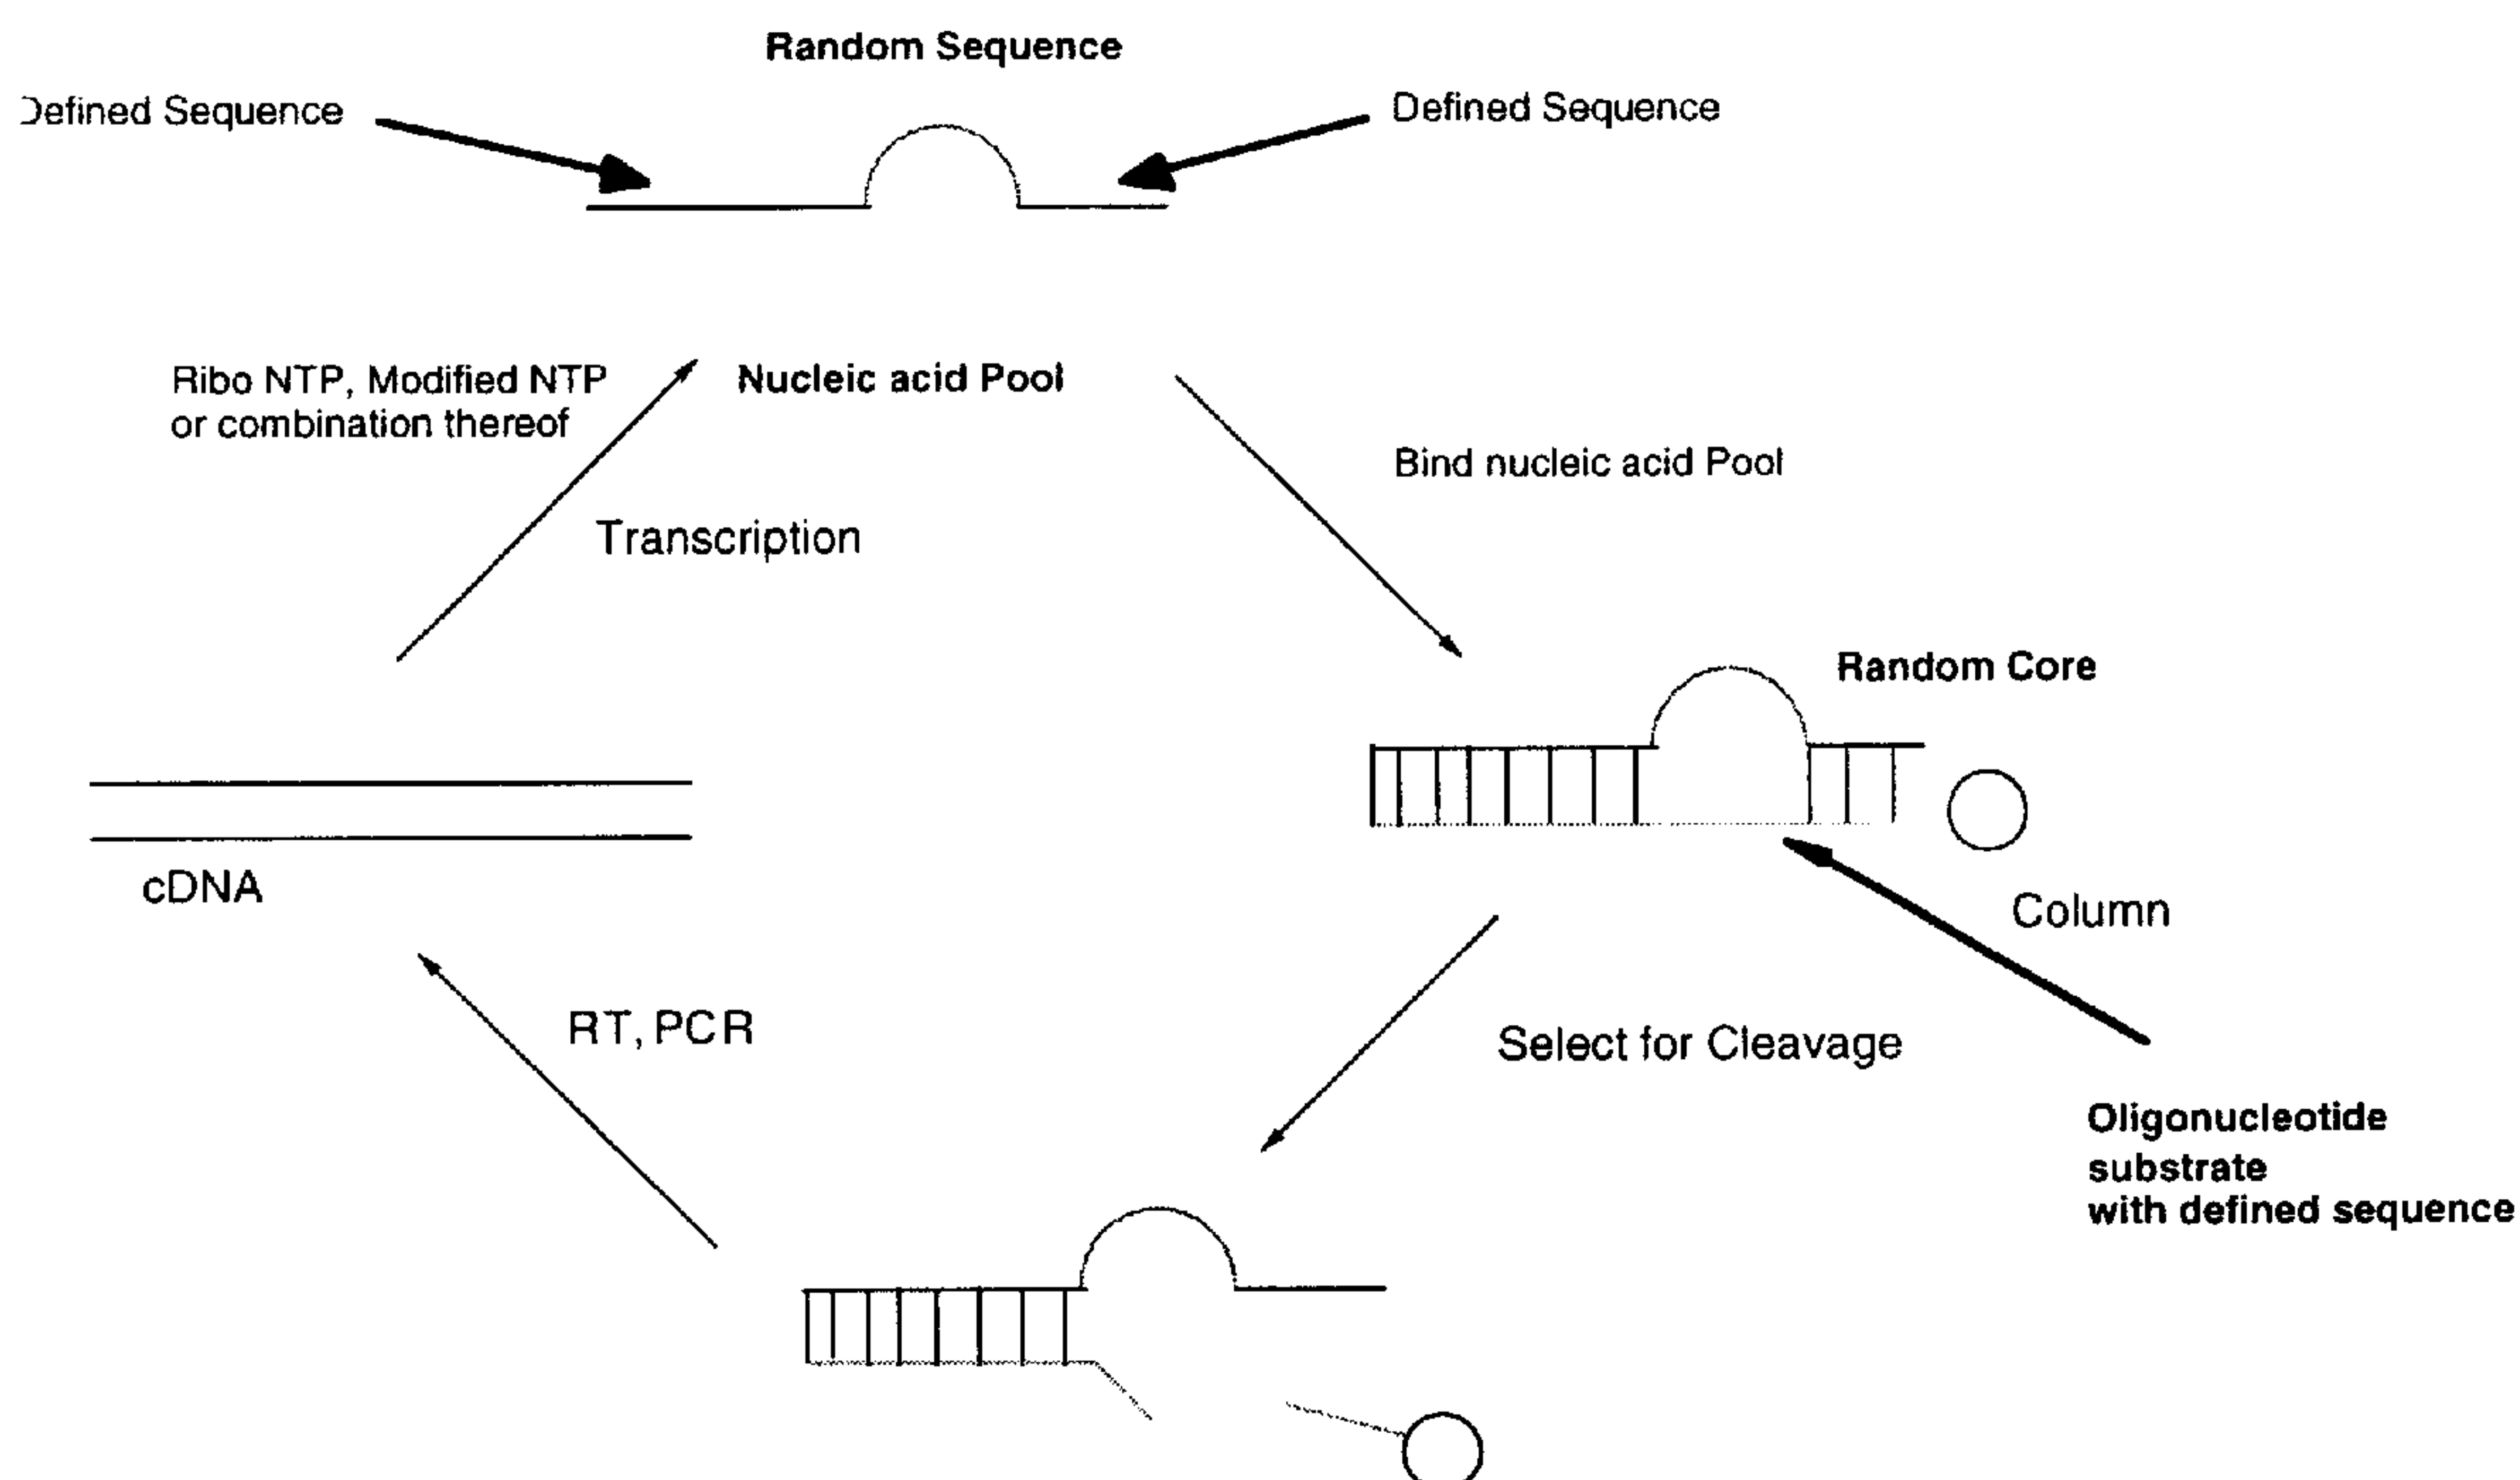 Random Sequence
Defined Sequence
Defined Sequence
Ribo NTP, Modified NTP
or combination thereof
Nucleic acid Pool
Bind nucleic acid Pool
Transcription
Random Core
cDNA
Column
RT, PCR
Select for Cleavage
Oligonucleotide
substrate
with defined sequence